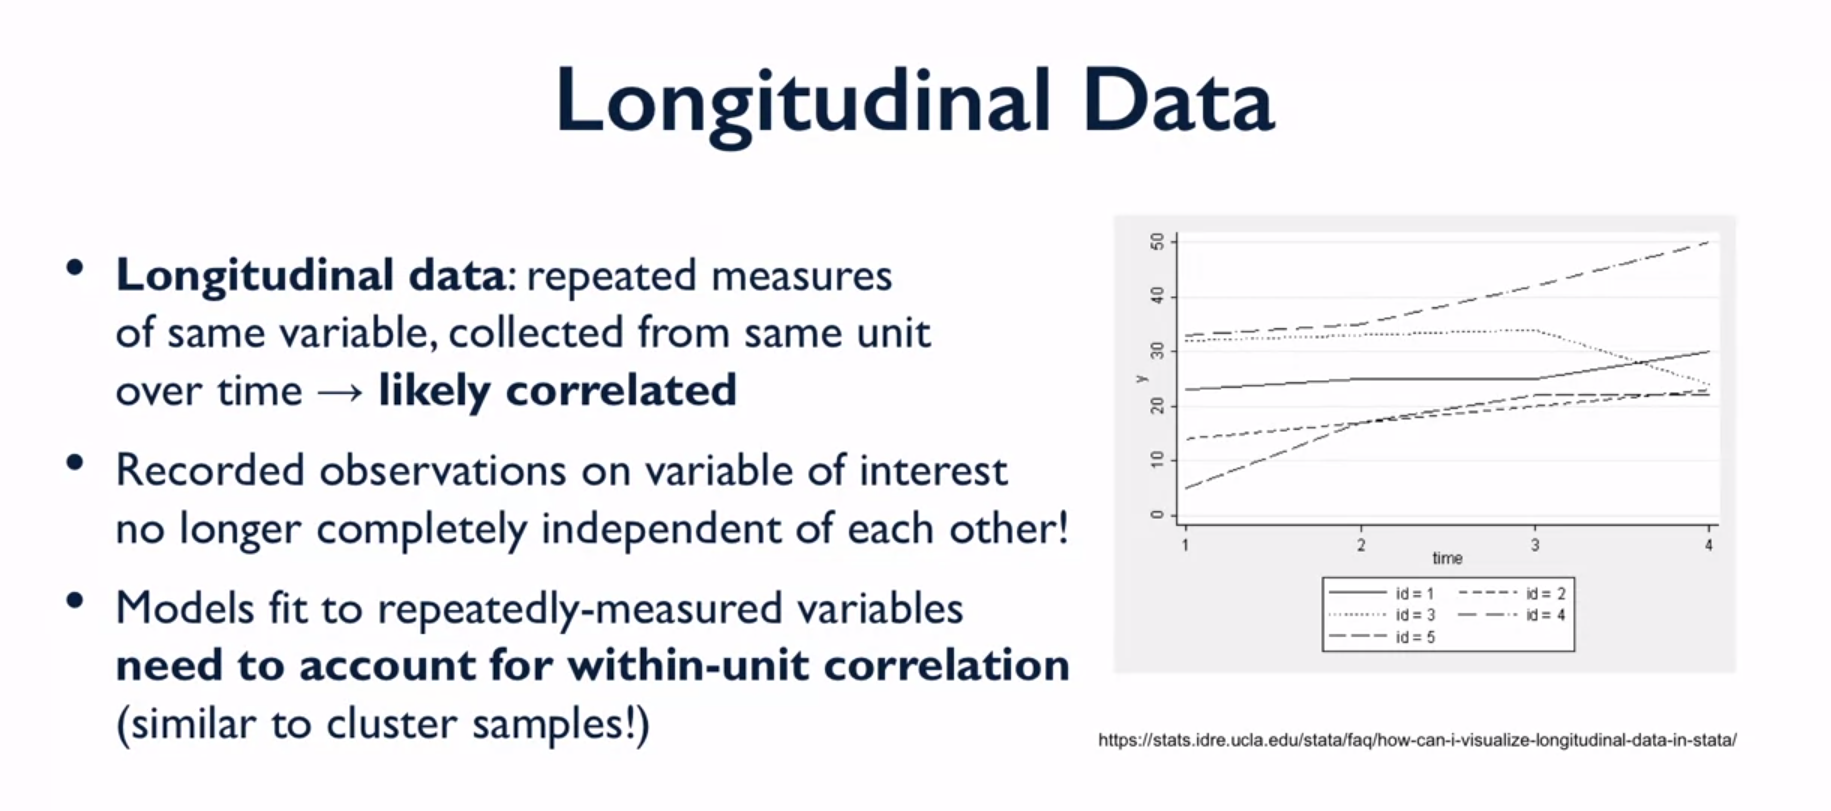 Longitudinal Data
• Longitudinal data: repeated measures
of same variable, collected from same unit
over time → likely correlated
• Recorded observations on variable of interest
no longer completely independent of each other!
• Models fit to repeatedly-measured variables
need to account for within-unit correlation
(similar to cluster samples!)
50
40
30
20
10
0
y
1 2 3 4
time
id = 1 id = 2
id = 3 id = 4
id = 5
https://stats.idre.ucla.edu/stata/faq/how-can-i-visualize-longitudinal-data-in-stata/